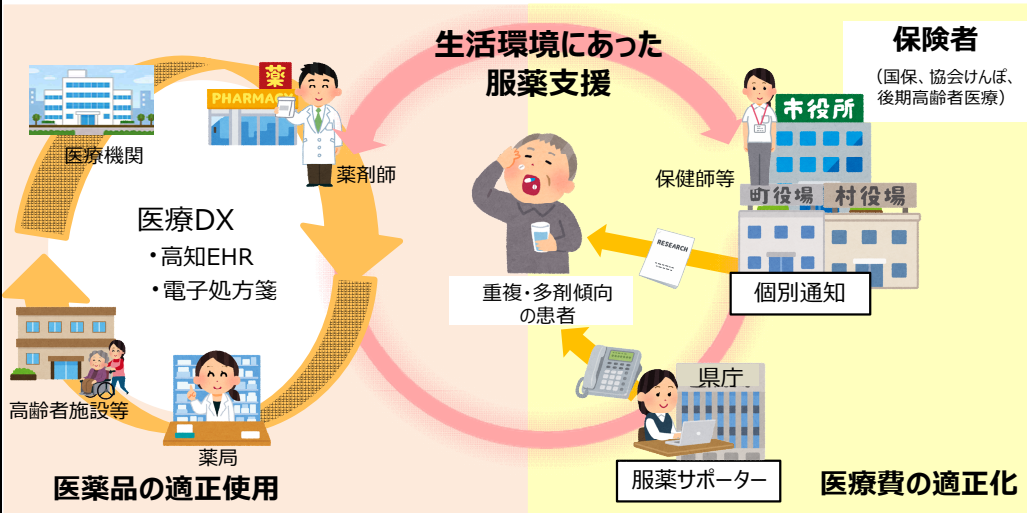 生活環境にあった
服薬支援
保険者
（国保、協会けんぽ、
後期高齢者医療）
薬
PHARMACY
医療機関
薬剤師
市役所
保健師等
町役場
村役場
医療DX
・高知EHR
・電子処方箋
RESEARCH
個別通知
重複・多剤傾向
の患者
高齢者施設等
薬局
県庁
服薬サポーター
医薬品の適正使用
医療費の適正化